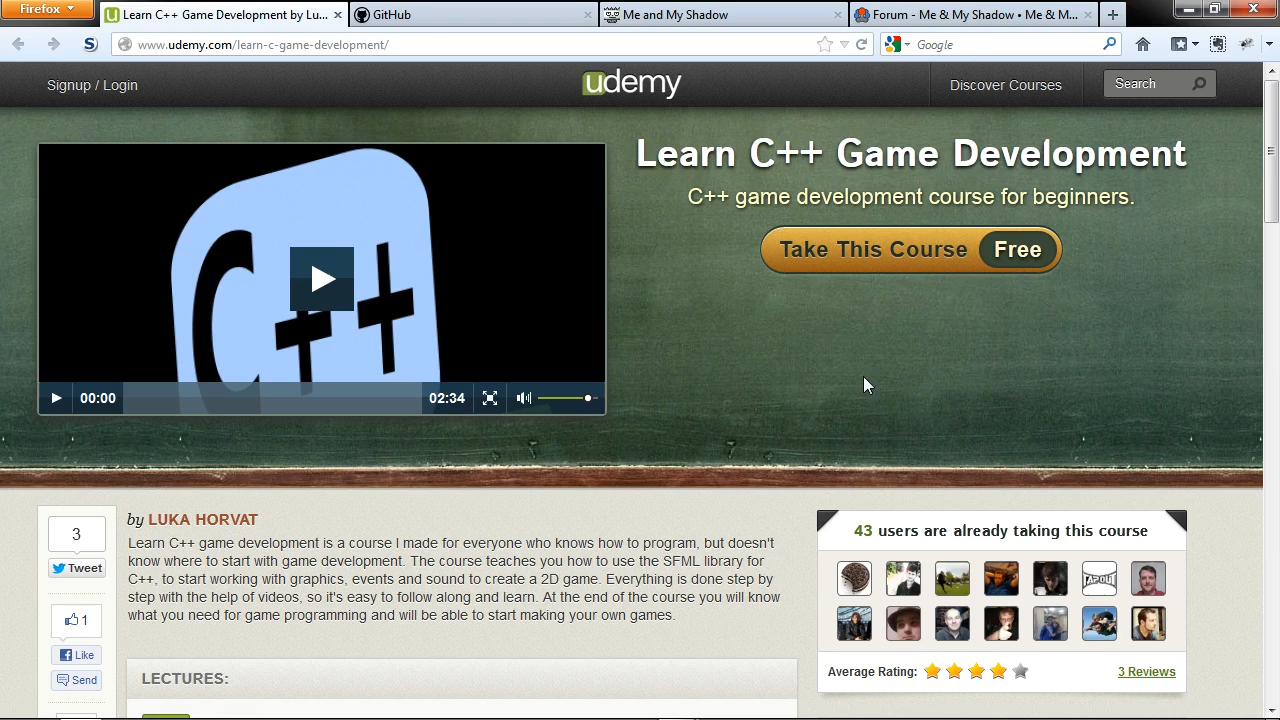 Firefox
Learn C++ Game Development by Lu...
GitHub
Me and My Shadow
Forum - Me & My Shadow • Me & M...
www.udemy.com/learn-c-game-development/
Google
Signup / Login
udemy
Discover Courses
Search
Learn C++ Game Development
C++ game development course for beginners.
Take This Course Free
C++
00:00
02:34
by LUKA HORVAT
Learn C++ game development is a course I made for everyone who knows how to program, but doesn't
know where to start with game development. The course teaches you how to use the SFML library for
C++, to start working with graphics, events and sound to create a 2D game. Everything is done step by
step with the help of videos so it's easy to follow along and learn. At the end of the course you will know
what you need for game programming and will be able to start making your own games.
LECTURES:
3
Tweet
1
Like
Send
43 users are already taking this course
TAPOUT
Average Rating:
3 Reviews